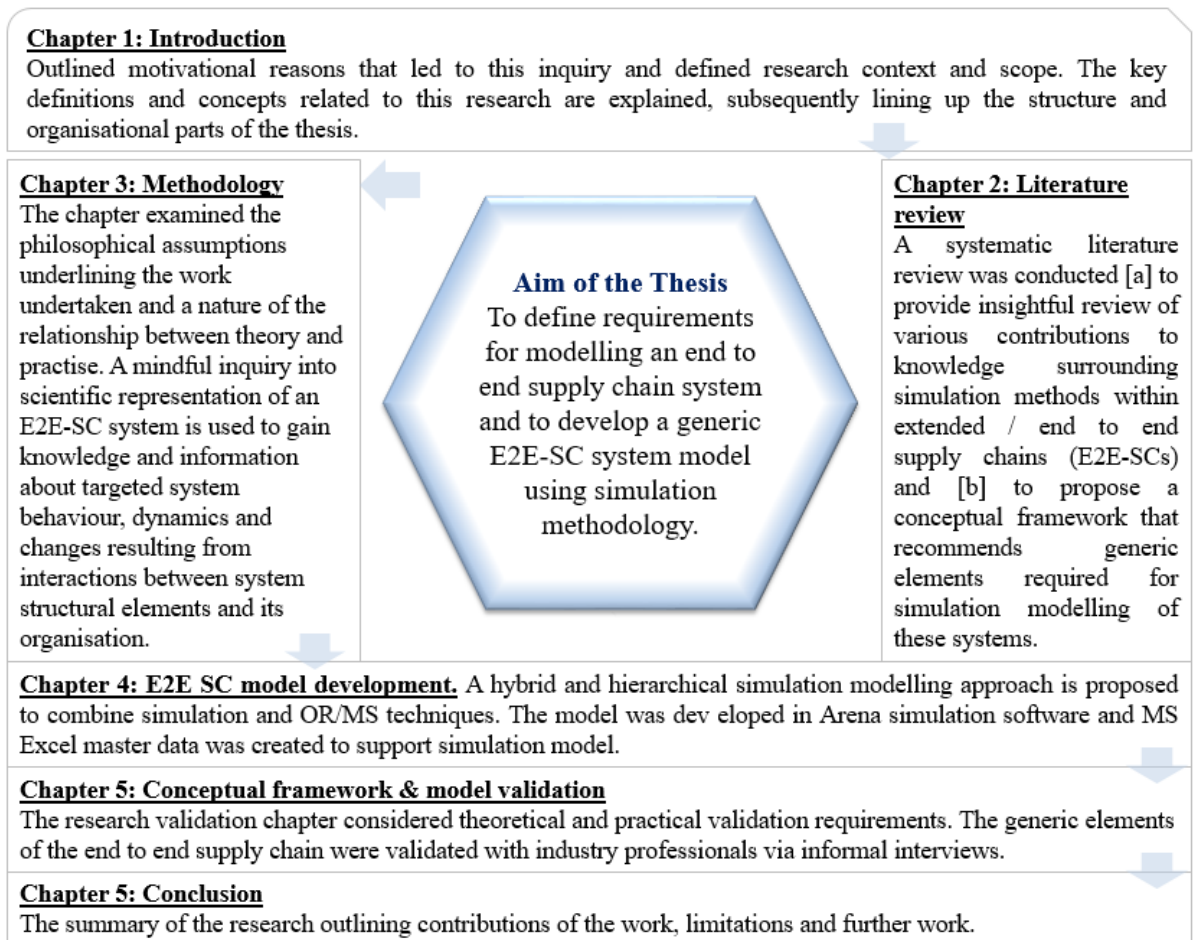 Chapter 1: Introduction
Outlined motivational reasons that led to this inquiry and defined research context and scope. The key
definitions and concepts related to this research are explained, subsequently lining up the structure and
organisational parts of the thesis.
Chapter 2: Literature
review
A systematic literature
review was conducted [a] to
provide insightful review of
various contributions to
knowledge surrounding
simulation methods within
extended / end to end
supply chains (E2E-SCs)
and [b] to propose a
conceptual framework that
recommends generic
elements required for
simulation modelling of
these systems.
Chapter 3: Methodology
The chapter examined the
philosophical assumptions
underlining the work
undertaken and a nature of the
relationship between theory and
practise. A mindful inquiry into
scientific representation of an
E2E-SC system is used to gain
knowledge and information
about targeted system
behaviour, dynamics and
changes resulting from
interactions between system
structural elements and its
organisation.
Aim of the Thesis
To define requirements
for modelling an end to
end supply chain system
and to develop a generic
E2E-SC system model
using simulation
methodology.
Chapter 4: E2E SC model development. A hybrid and hierarchical simulation modelling approach is proposed
to combine simulation and OR/MS techniques. The model was dev eloped in Arena simulation software and MS
Excel master data was created to support simulation model.
Chapter 5: Conceptual framework & model validation
The research validation chapter considered theoretical and practical validation requirements. The generic elements
of the end to end supply chain were validated with industry professionals via informal interviews.
Chapter 5: Conclusion
The summary of the research outlining contributions of the work, limitations and further work.